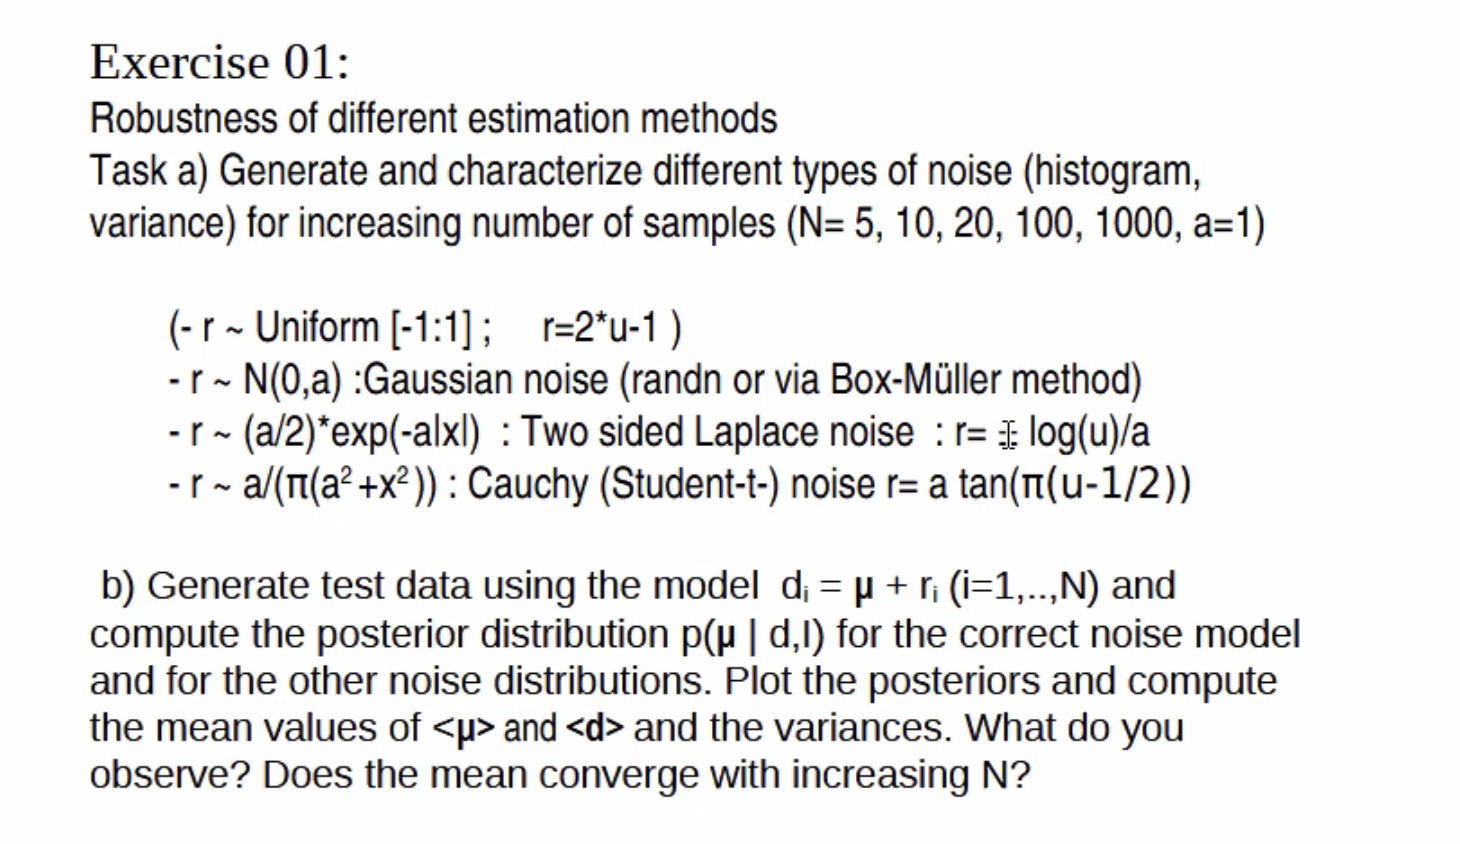 Exercise 01:
Robustness of different estimation methods
Task a) Generate and characterize different types of noise (histogram,
variance) for increasing number of samples (N= 5, 10, 20, 100, 1000, a=1)
(- r ~ Uniform [-1:1] ; r=2*u-1 )
- r ~ N(0,a) :Gaussian noise (randn or via Box-Müller method)
- r ~ (a/2)*exp(-a|x|) : Two sided Laplace noise : r= ± log(u)/a
- r ~ a/(π(a²+x²)) : Cauchy (Student-t-) noise r= a tan(π(u-1/2))
b) Generate test data using the model dᵢ = μ + rᵢ (i=1,..,N) and
compute the posterior distribution p(μ | d,I) for the correct noise model
and for the other noise distributions. Plot the posteriors and compute
the mean values of <μ> and <d> and the variances. What do you
observe? Does the mean converge with increasing N?